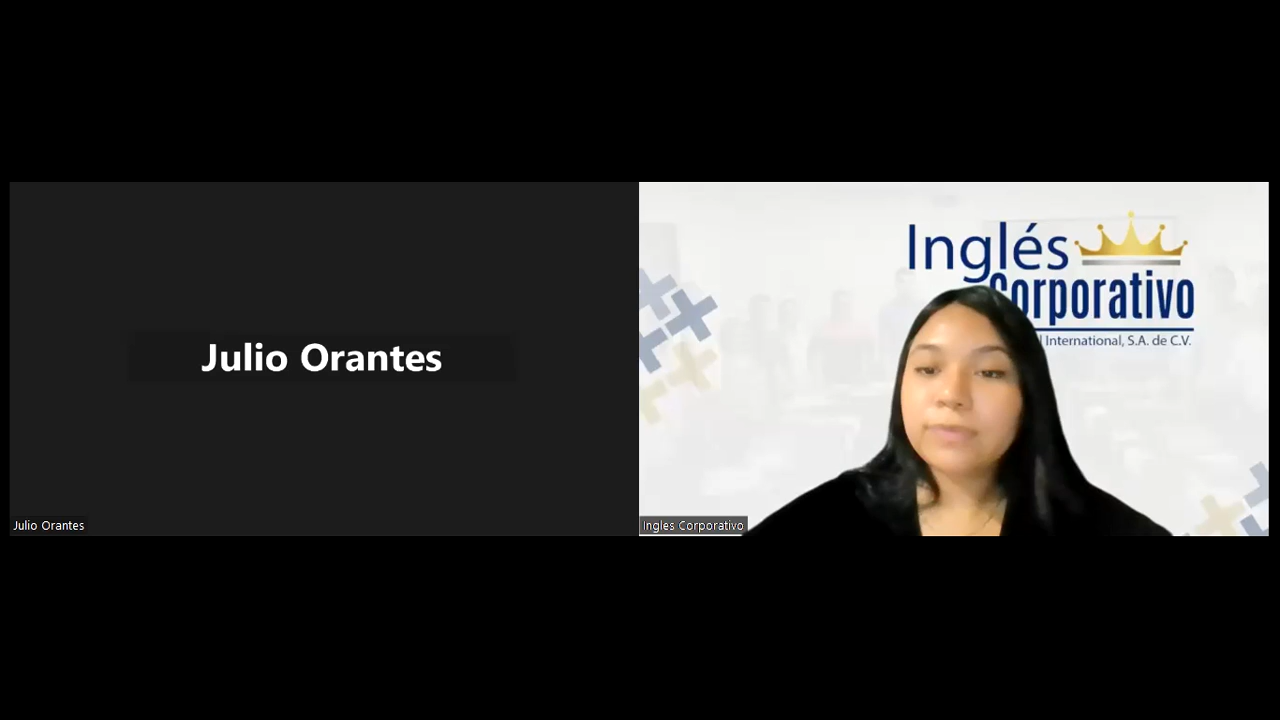 Julio Orantes
Julio Orantes
Inglés
Corporativo
International, S.A. de C.V.
Ingles Corporativo